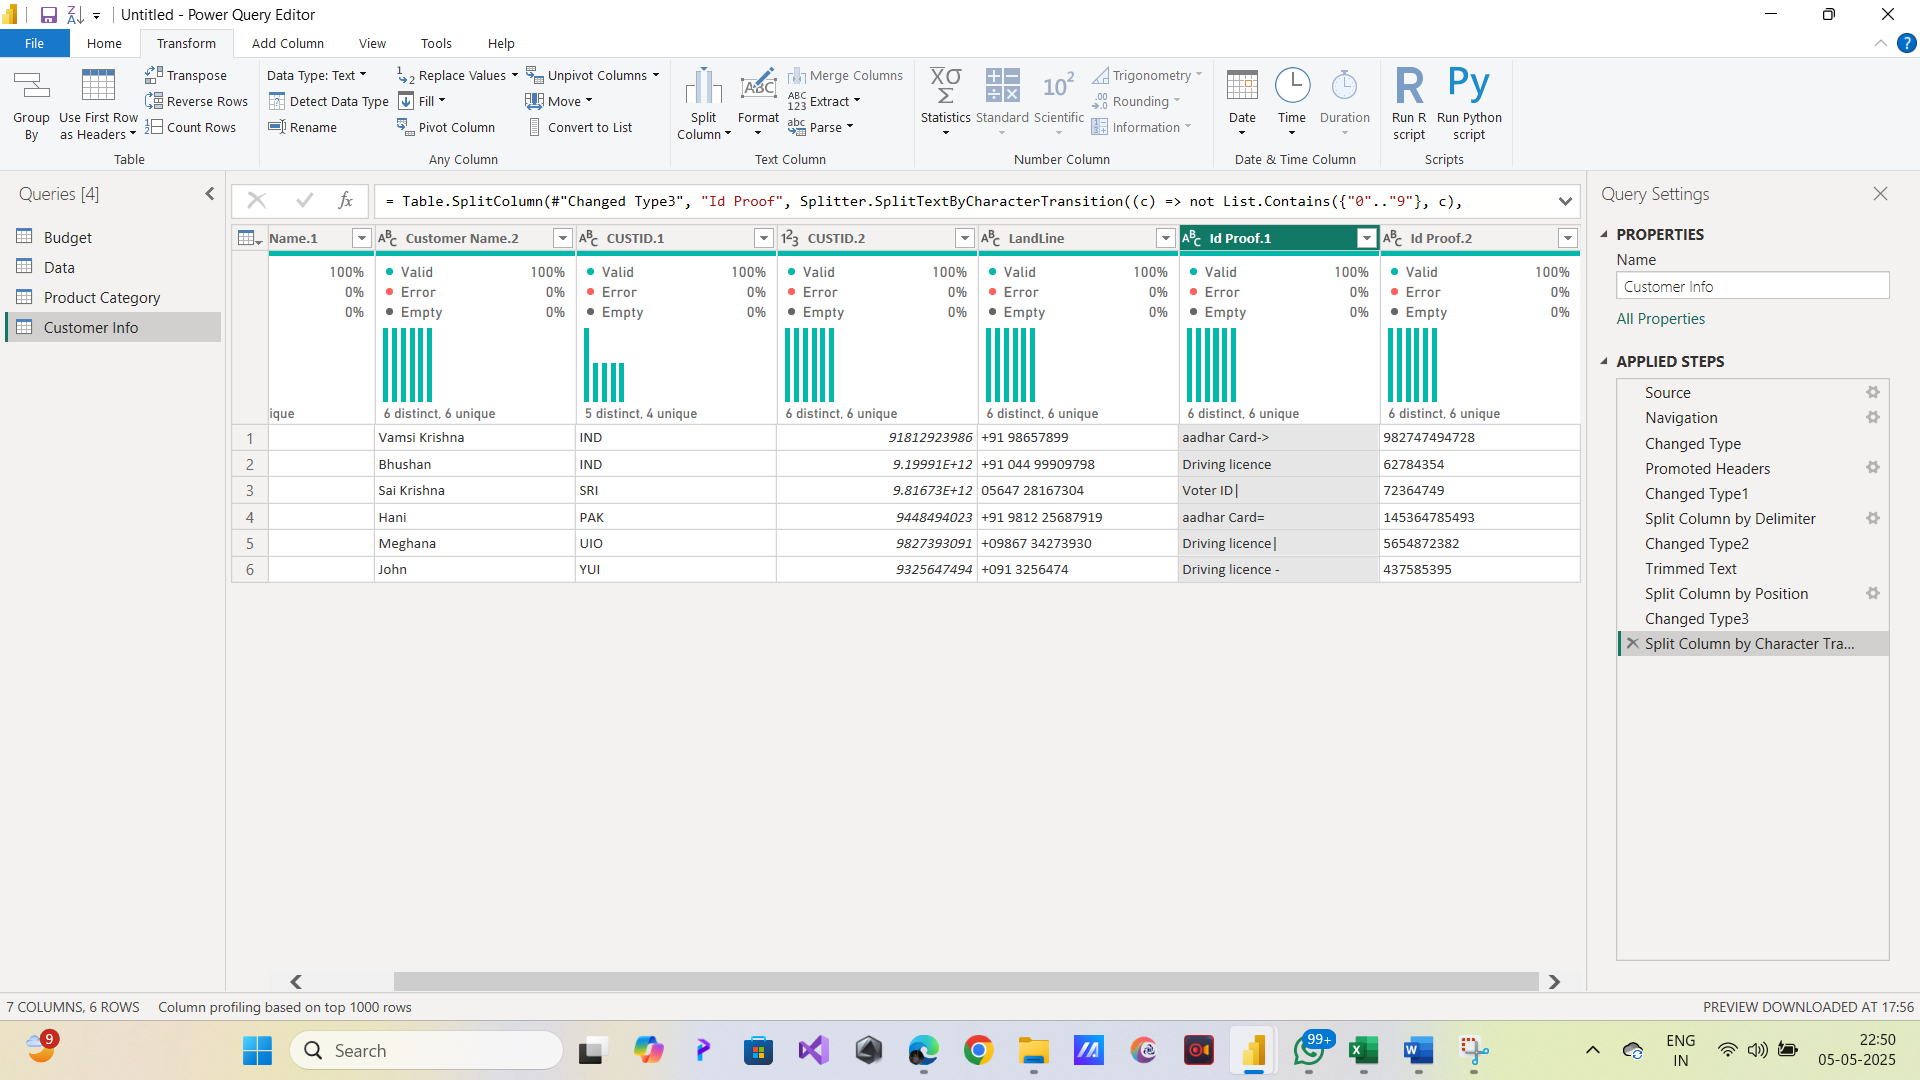 Untitled - Power Query Editor
File Home Transform Add Column View Tools Help
Group By
Use First Row as Headers
Transpose
Reverse Rows
Count Rows
Table
Data Type: Text
Detect Data Type
Rename
Replace Values
Fill
Pivot Column
Unpivot Columns
Move
Convert to List
Any Column
Split Column
Format
Merge Columns
Extract
Parse
Text Column
Statistics
Standard
Scientific
Trigonometry
Rounding
Information
Number Column
Date
Time
Duration
Date & Time Column
Run R script
Run Python script
Scripts
Queries [4]
Budget
Data
Product Category
Customer Info
= Table.SplitColumn(#"Changed Type3", "Id Proof", Splitter.SplitTextByCharacterTransition((c) => not List.Contains({"0".."9"}, c),
Name.1 Customer Name.2 CUSTID.1 CUSTID.2 LandLine Id Proof.1 Id Proof.2
100% Valid 100% Valid 100% Valid 100% Valid 100% Valid 100% Valid 100%
0% Error 0% Error 0% Error 0% Error 0% Error 0% Error 0%
0% Empty 0% Empty 0% Empty 0% Empty 0% Empty 0% Empty 0%
ique 6 distinct, 6 unique 5 distinct, 4 unique 6 distinct, 6 unique 6 distinct, 6 unique 6 distinct, 6 unique 6 distinct, 6 unique
1 Vamsi Krishna IND 91812923986 +91 98657899 aadhar Card-> 982747494728
2 Bhushan IND 9.19991E+12 +91 044 99909798 Driving licence 62784354
3 Sai Krishna SRI 9.81673E+12 05647 28167304 Voter ID| 72364749
4 Hani PAK 9448494023 +91 9812 25687919 aadhar Card= 145364785493
5 Meghana UIO 9827393091 +09867 34273930 Driving licence| 5654872382
6 John YUI 9325647494 +091 3256474 Driving licence - 437585395
Query Settings
PROPERTIES
Name
Customer Info
All Properties
APPLIED STEPS
Source
Navigation
Changed Type
Promoted Headers
Changed Type1
Split Column by Delimiter
Changed Type2
Trimmed Text
Split Column by Position
Changed Type3
Split Column by Character Tra...
7 COLUMNS, 6 ROWS Column profiling based on top 1000 rows
PREVIEW DOWNLOADED AT 17:56
9
Search
99+
ENG
IN
22:50
05-05-2025